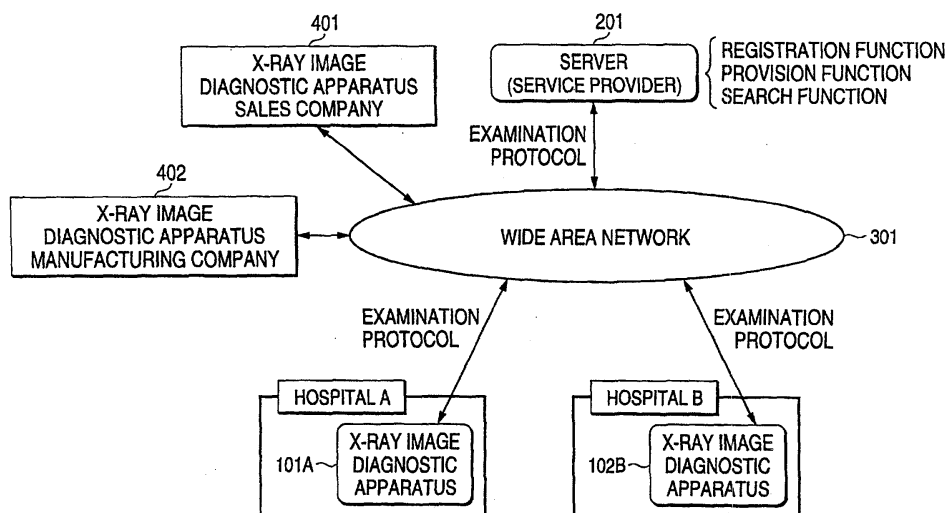 401
X-RAY IMAGE
DIAGNOSTIC APPARATUS
SALES COMPANY
201
SERVER
(SERVICE PROVIDER)
REGISTRATION FUNCTION
PROVISION FUNCTION
SEARCH FUNCTION
EXAMINATION
PROTOCOL
402
X-RAY IMAGE
DIAGNOSTIC APPARATUS
MANUFACTURING COMPANY
WIDE AREA NETWORK
301
EXAMINATION
PROTOCOL
EXAMINATION
PROTOCOL
HOSPITAL A
101A
X-RAY IMAGE
DIAGNOSTIC
APPARATUS
HOSPITAL B
102B
X-RAY IMAGE
DIAGNOSTIC
APPARATUS